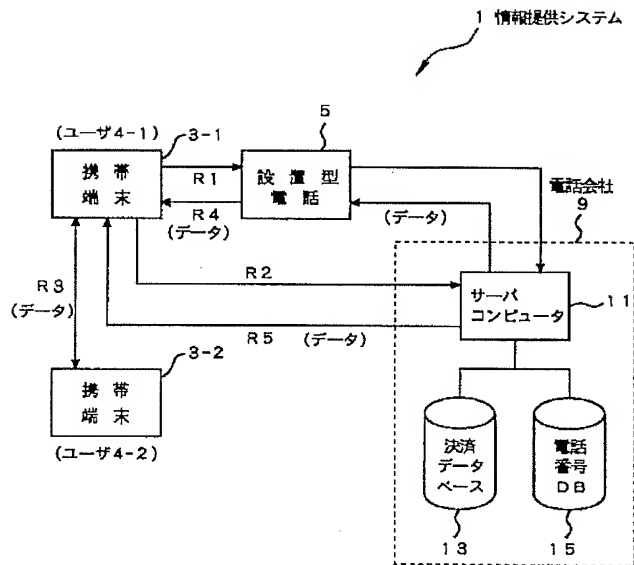 1 情報提供システム
(ユーザ4-1)
3-1
携帯
端末
R1
R4
(データ)
5
設置型
電話
(データ)
電話会社
9
R2
R3
(データ)
R5 (データ)
サーバ
コンピュータ
11
3-2
携帯
端末
(ユーザ4-2)
決済
データ
ベース
13
電話
番号
DB
15